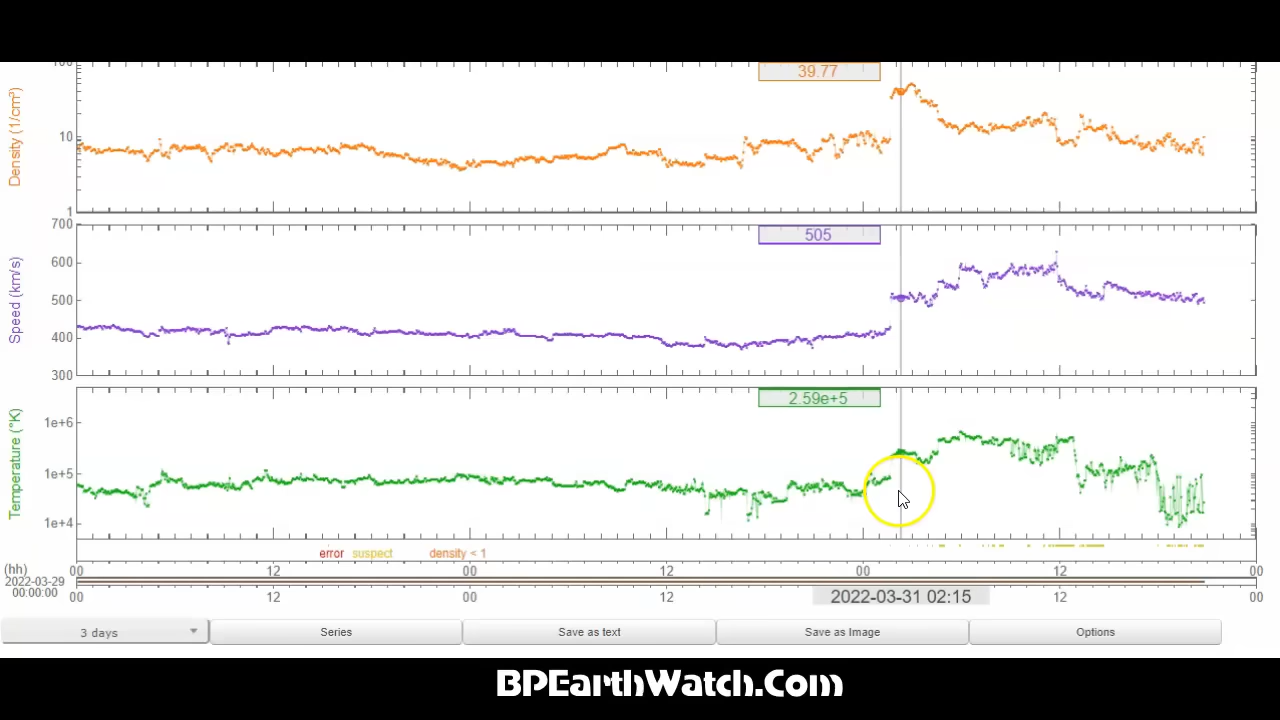 100
39.77
Density (1/cm³)
10
1
700
505
600
Speed (km/s)
500
400
300
2.59e+5
1e+6
Temperature (°K)
1e+5
1e+4
error suspect density < 1
(hh) 00 12 00 12 00 12 00
2022-03-29
00:00:00
00 12 00 12 2022-03-31 02:15 12 00
3 days Series Save as text Save as Image Options
BPEarthWatch.Com